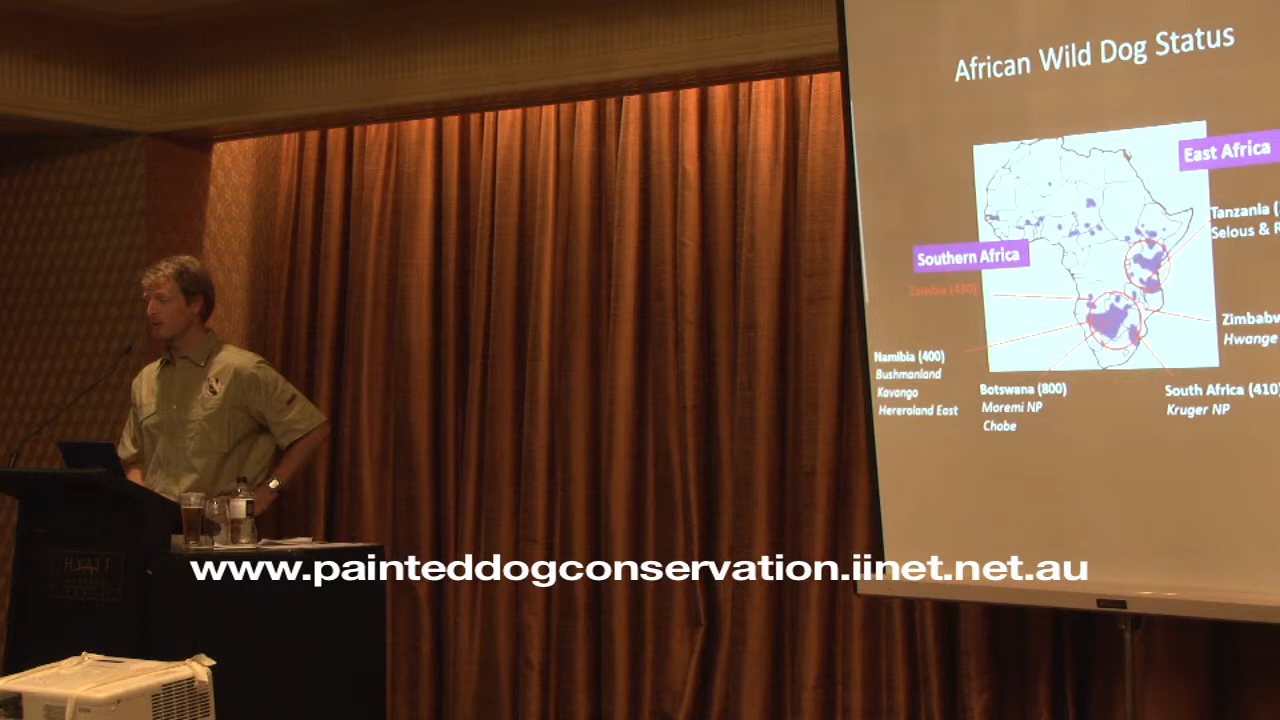 African Wild Dog Status
East Africa
Tanzania (
Selous & R
Southern Africa
Zambia (430)
Zimbabw
Hwange
Namibia (400)
Bushmanland
Kavango
Hereroland East
Botswana (800)
Moremi NP
Chobe
South Africa (410)
Kruger NP
HYATT
www.painteddogconservation.iinet.net.au